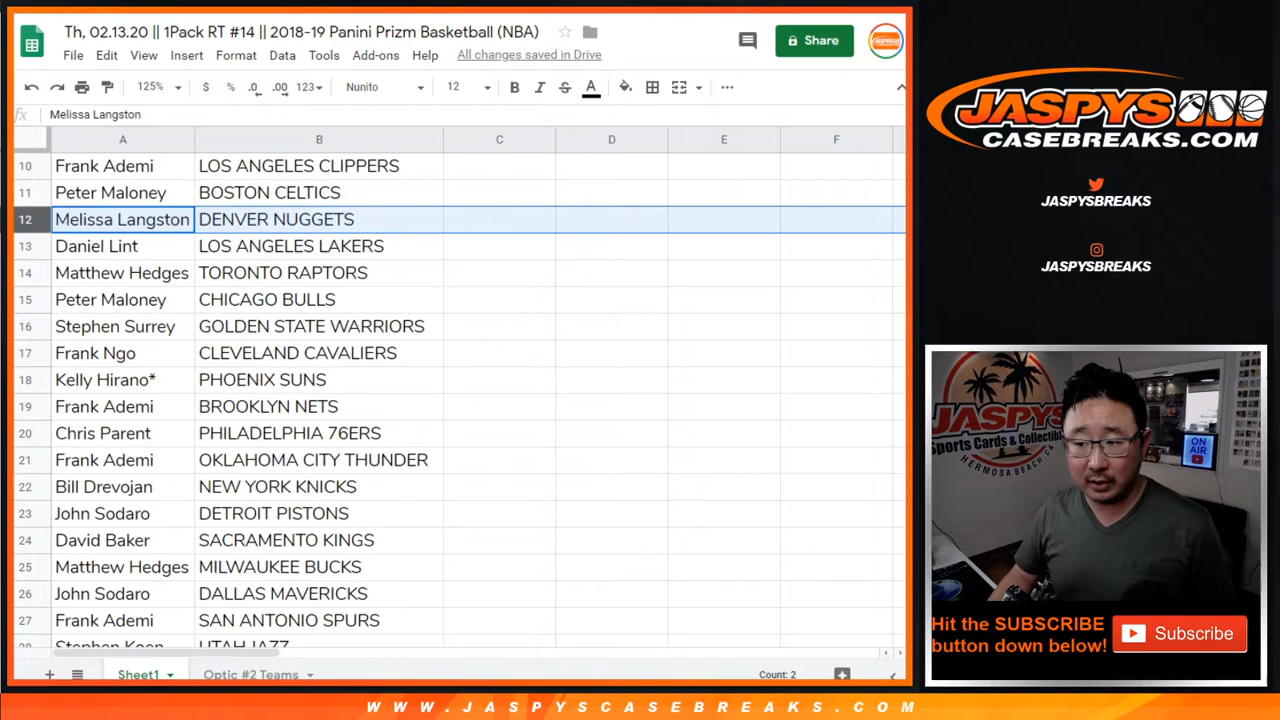 Th, 02.13.20 || 1Pack RT #14 || 2018-19 Panini Prizm Basketball (NBA)
Share
File Edit View Insert Format Data Tools Add-ons Help All changes saved in Drive
125% $ % .0 .00 123 Nunito 12 B I S A
fx Melissa Langston
A B C D E F
10 Frank Ademi LOS ANGELES CLIPPERS
11 Peter Maloney BOSTON CELTICS
12 Melissa Langston DENVER NUGGETS
13 Daniel Lint LOS ANGELES LAKERS
14 Matthew Hedges TORONTO RAPTORS
15 Peter Maloney CHICAGO BULLS
16 Stephen Surrey GOLDEN STATE WARRIORS
17 Frank Ngo CLEVELAND CAVALIERS
18 Kelly Hirano* PHOENIX SUNS
19 Frank Ademi BROOKLYN NETS
20 Chris Parent PHILADELPHIA 76ERS
21 Frank Ademi OKLAHOMA CITY THUNDER
22 Bill Drevojan NEW YORK KNICKS
23 John Sodaro DETROIT PISTONS
24 David Baker SACRAMENTO KINGS
25 Matthew Hedges MILWAUKEE BUCKS
26 John Sodaro DALLAS MAVERICKS
27 Frank Ademi SAN ANTONIO SPURS
28 Stephen Keen UTAH JAZZ
Sheet1 Optic #2 Teams Count: 2
JASPYS
CASEBREAKS.COM
JASPYSBREAKS
JASPYSBREAKS
JASPYS
Sports Cards & Collectibl
HERMOSA BEACH, CA
ON AIR
Hit the SUBSCRIBE
button down below!
Subscribe
WWW.JASPYSCASEBREAKS.COM